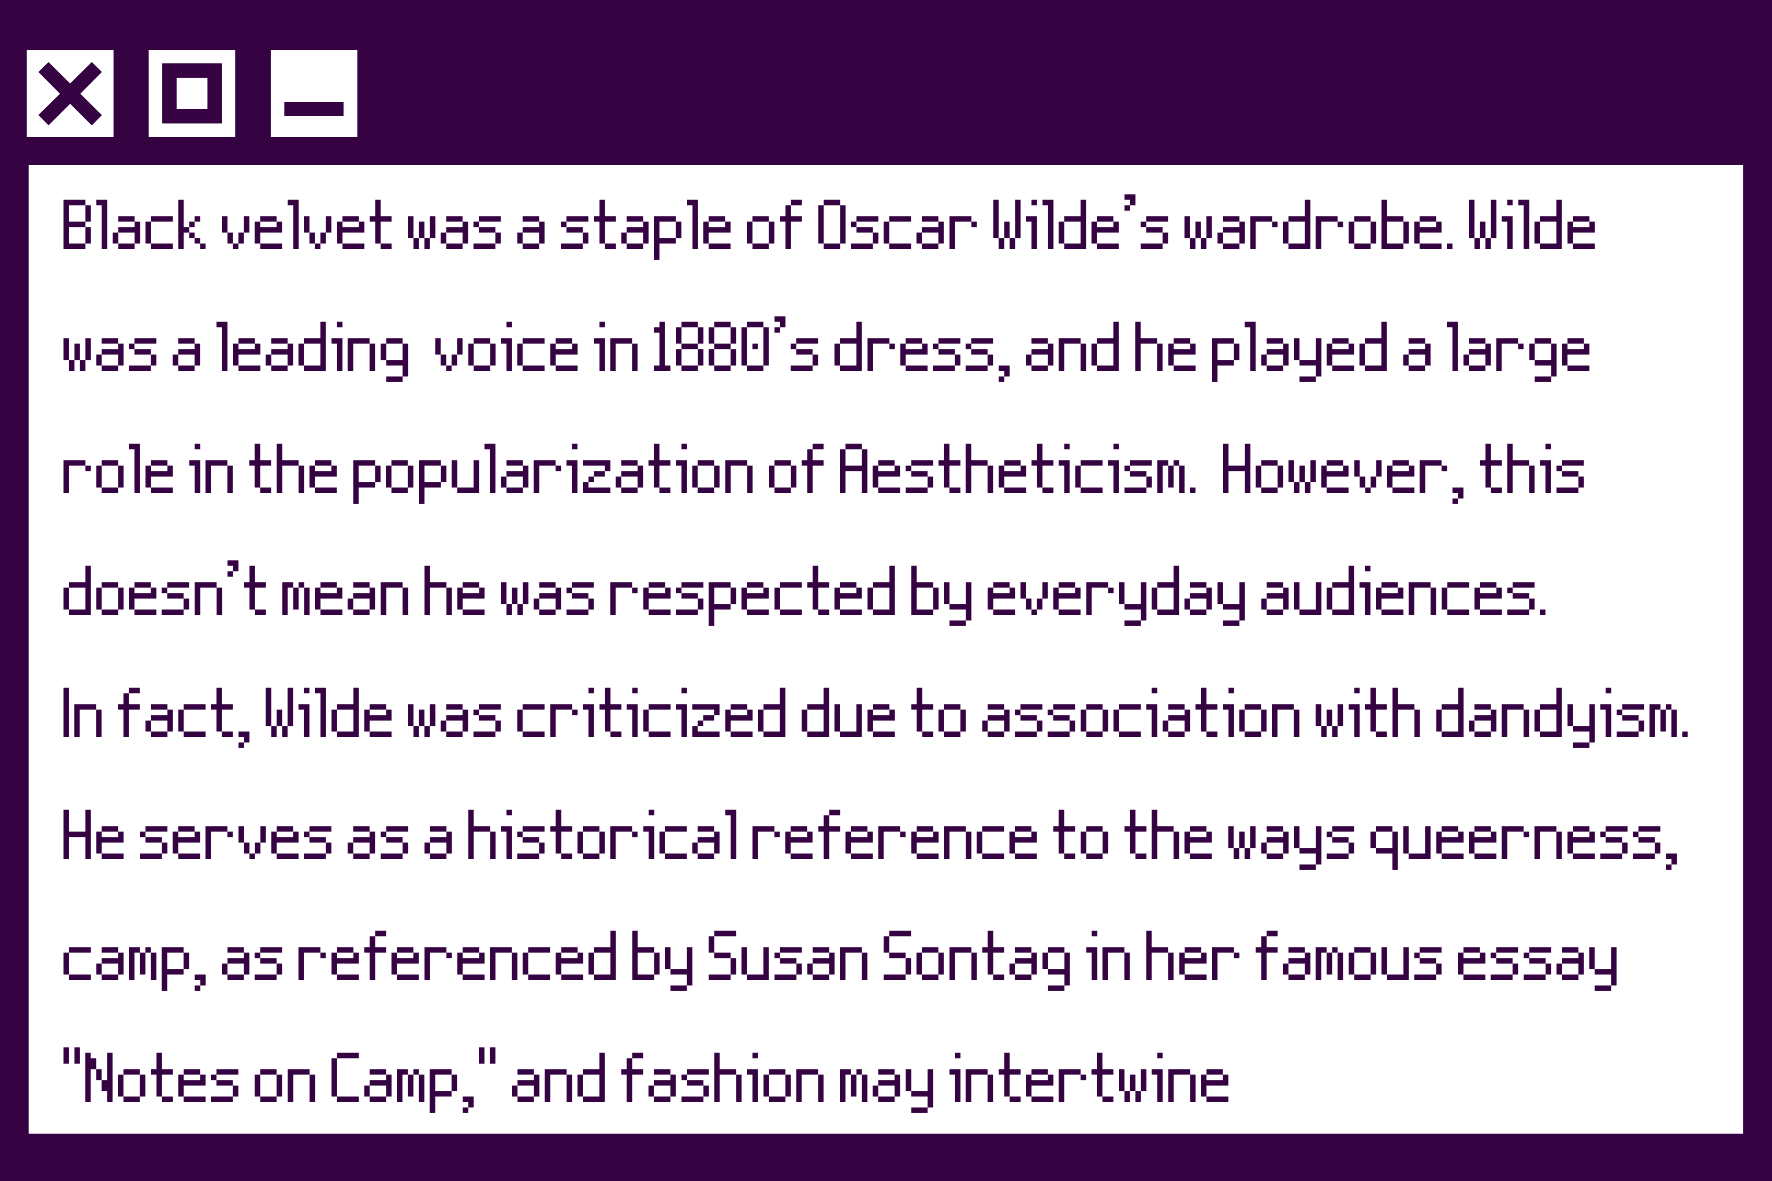 Black velvet was a staple of Oscar Wilde's wardrobe. Wilde
was a leading  voice in 1880's dress, and he played a large
role in the popularization of Aestheticism.  However, this
doesn't mean he was respected by everyday audiences.
In fact, Wilde was criticized due to association with dandyism.
He serves as a historical reference to the ways queerness,
camp, as referenced by Susan Sontag in her famous essay
"Notes on Camp," and fashion may intertwine